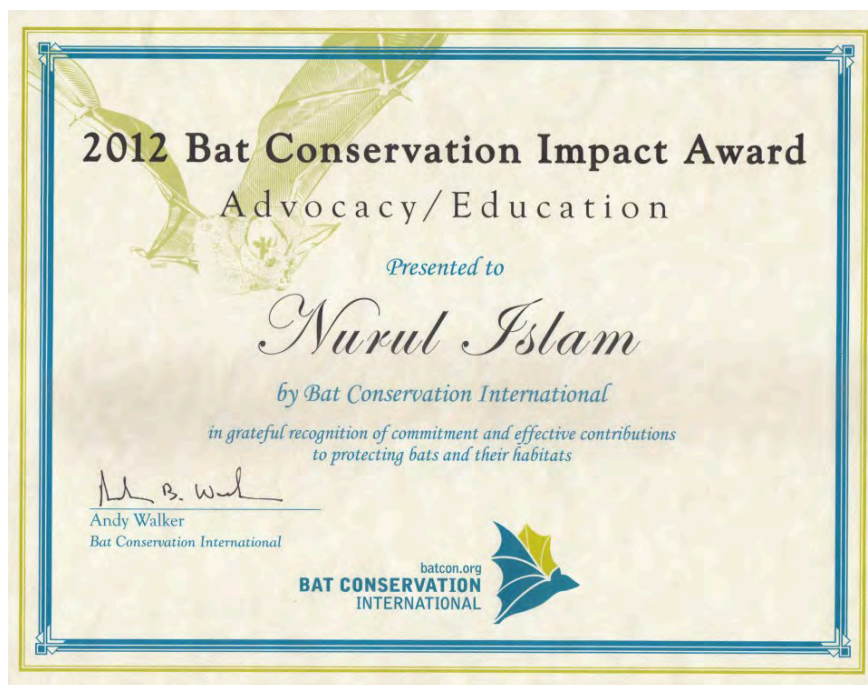 2012 Bat Conservation Impact Award
Advocacy/Education
Presented to
Nurul Islam
by Bat Conservation International
in grateful recognition of commitment and effective contributions
to protecting bats and their habitats
Andy Walker
Bat Conservation International
batcon.org
BAT CONSERVATION
INTERNATIONAL